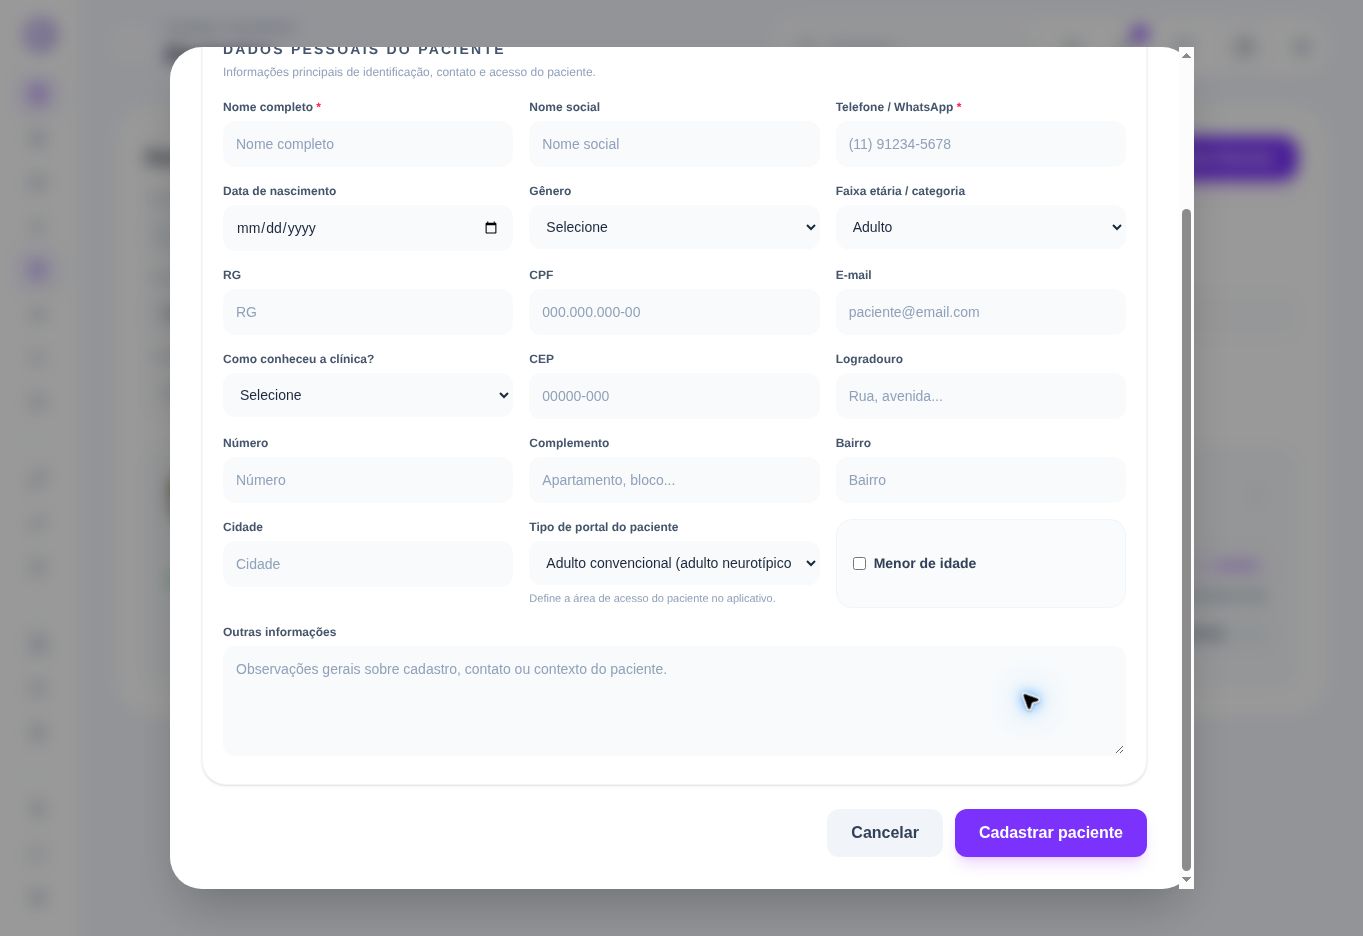 DADOS PESSOAIS DO PACIENTE
Informações principais de identificação, contato e acesso do paciente.
Nome completo * Nome social Telefone / WhatsApp *
Nome completo Nome social (11) 91234-5678
Data de nascimento Gênero Faixa etária / categoria
mm/dd/yyyy Selecione Adulto
RG CPF E-mail
RG 000.000.000-00 paciente@email.com
Como conheceu a clínica? CEP Logradouro
Selecione 00000-000 Rua, avenida...
Número Complemento Bairro
Número Apartamento, bloco... Bairro
Cidade Tipo de portal do paciente
Cidade Adulto convencional (adulto neurotípico Menor de idade
Define a área de acesso do paciente no aplicativo.
Outras informações
Observações gerais sobre cadastro, contato ou contexto do paciente.
Cancelar Cadastrar paciente